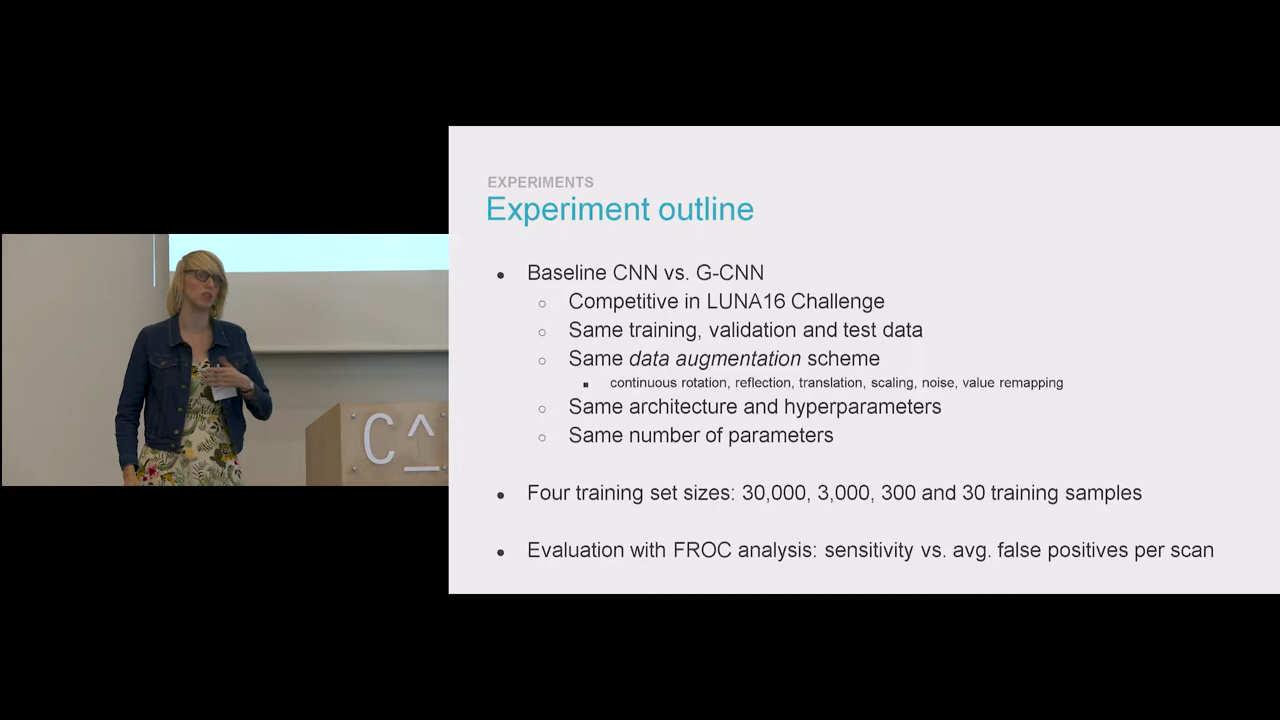 EXPERIMENTS
Experiment outline
● Baseline CNN vs. G-CNN
○ Competitive in LUNA16 Challenge
○ Same training, validation and test data
○ Same data augmentation scheme
■ continuous rotation, reflection, translation, scaling, noise, value remapping
○ Same architecture and hyperparameters
○ Same number of parameters
● Four training set sizes: 30,000, 3,000, 300 and 30 training samples
● Evaluation with FROC analysis: sensitivity vs. avg. false positives per scan
C^_